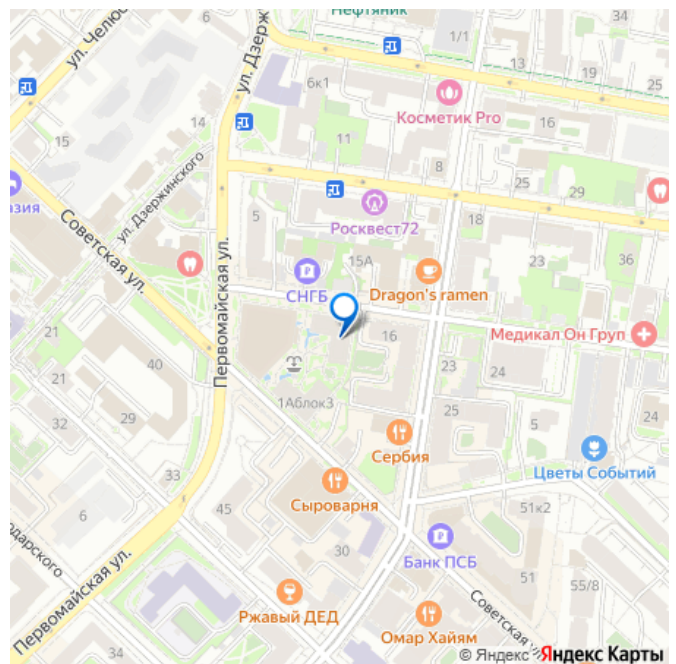 Нефтяник
6
34
ул. Челюс
1/1
13
19
25
ул. Дзерж
6к1
Косметик Pro
16
14
11
15
8
25
29
ул. Дзержинского
азия
Росквест72
5
18
Советская ул.
15А
23
36
СНГБ
Dragon's ramen
Первомайская ул.
16
Медикал Он Груп
21
40
23
24
21
1Аблок3
25
5
24
32
29
Сербия
33
Цветы Событий
Сыроварня
45
51к2
6
одарского
30
Банк ПСБ
51
55/8
Первомайская ул.
Ржавый ДЕД
Советская ул.
34
Омар Хайям
© Яндекс Яндекс Карты